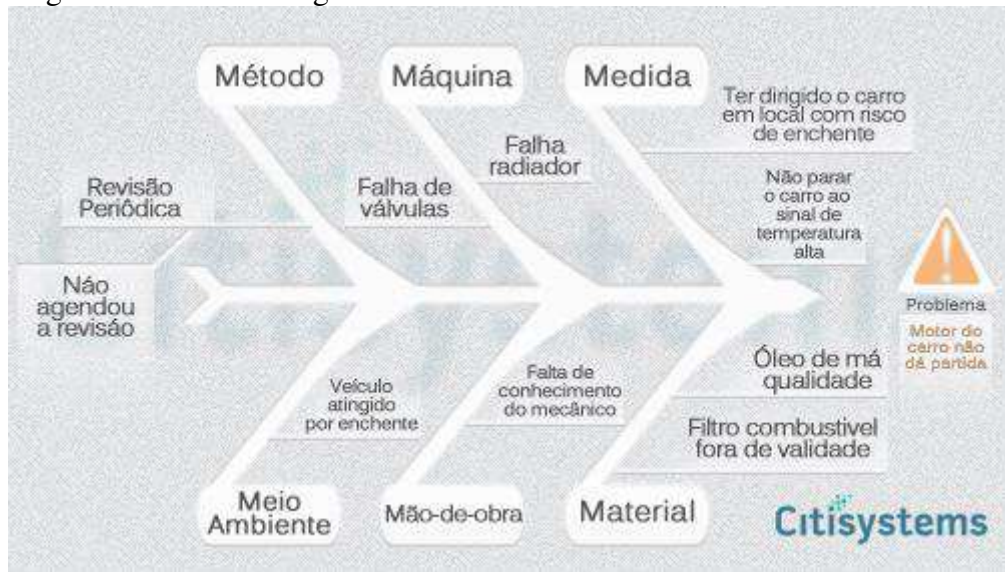 Método
Máquina
Medida
Ter dirigido o carro
em local com risco
de enchente
Falha
radiador
Não parar
o carro ao
sinal de
temperatura
alta
Revisão
Periôdica
Falha de
válvulas
Náo
agendou
a revisáo
Problema
Motor do
carro não
dá partida
Veículo
atingido
por enchente
Falta de
conhecimento
do mecânico
Óleo de má
qualidade
Filtro combustivel
fora de validade
Meio
Ambiente
Mão-de-obra
Material
Citisystems